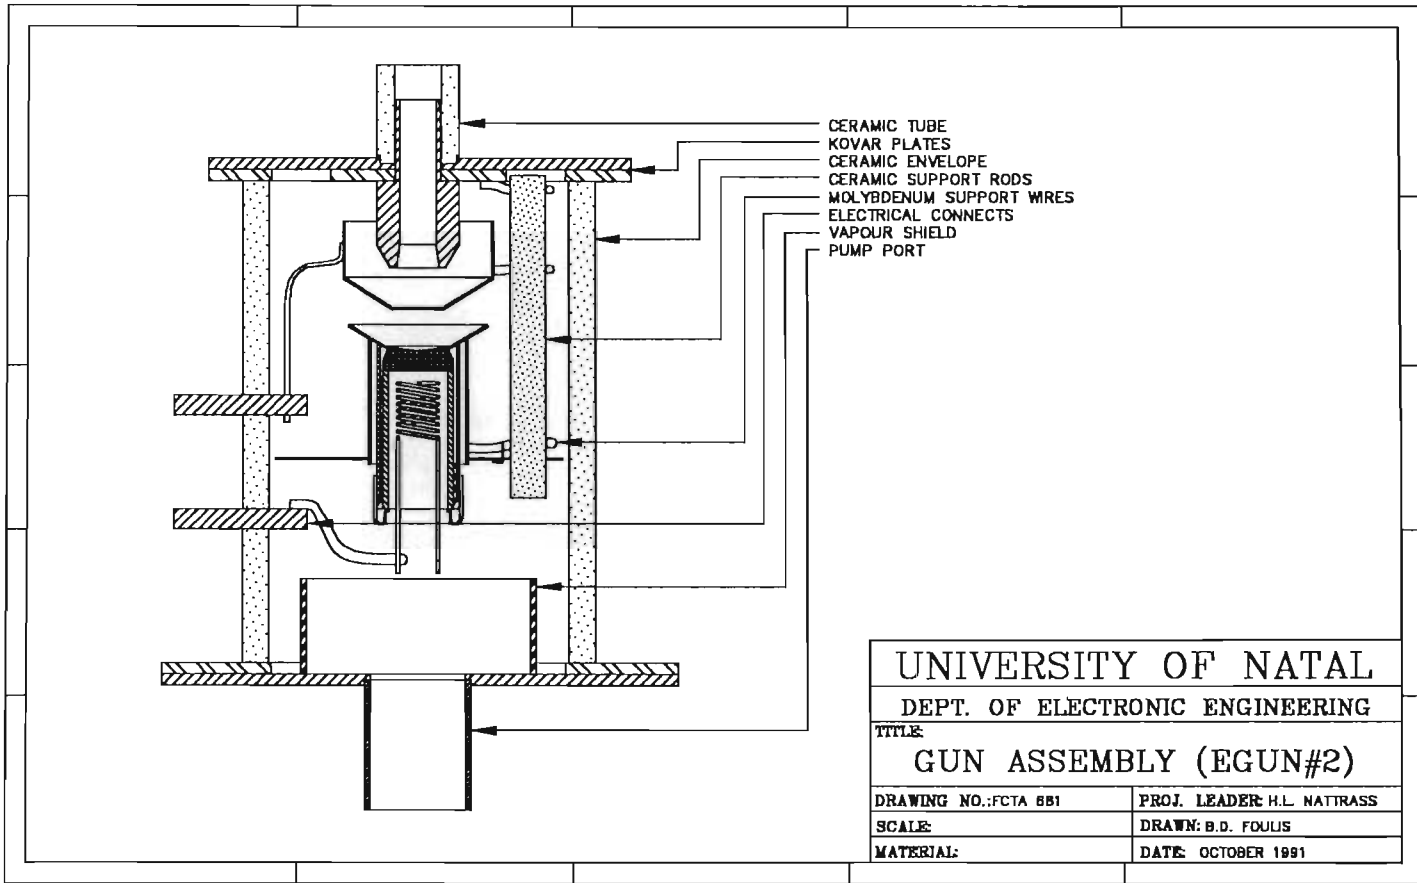 CERAMIC TUBE
KOVAR PLATES
CERAMIC ENVELOPE
CERAMIC SUPPORT RODS
MOLYBDENUM SUPPORT WIRES
ELECTRICAL CONNECTS
VAPOUR SHIELD
PUMP PORT
UNIVERSITY OF NATAL
DEPT. OF ELECTRONIC ENGINEERING
TITLE:
GUN ASSEMBLY (EGUN#2)
DRAWING NO.:FCTA 681 PROJ. LEADER: H.L. NATTRASS
SCALE: DRAWN: B.D. FOULIS
MATERIAL: DATE: OCTOBER 1991